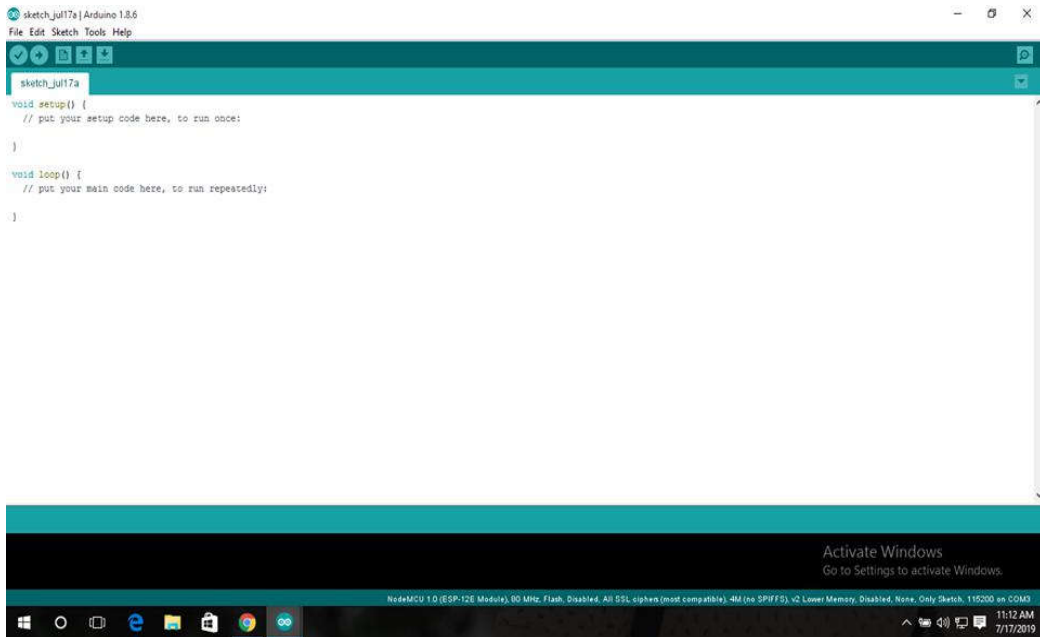 sketch_jul17a | Arduino 1.8.6
File Edit Sketch Tools Help
sketch_jul17a
void setup() {
  // put your setup code here, to run once:
}
void loop() {
  // put your main code here, to run repeatedly:
}
Activate Windows
Go to Settings to activate Windows.
NodeMCU 1.0 (ESP-12E Module), 80 MHz, Flash, Disabled, All SSL ciphers (most compatible), 4M (no SPIFFS), v2 Lower Memory, Disabled, None, Only Sketch, 115200 on COM3
11:12 AM
7/17/2019